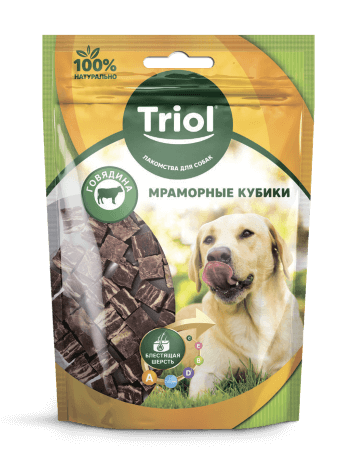 100%
НАТУРАЛЬНО
Triol
ЛАКОМСТВА ДЛЯ СОБАК
ГОВЯДИНА
МРАМОРНЫЕ КУБИКИ
БЛЕСТЯЩАЯ
ШЕРСТЬ
E
B
D
A